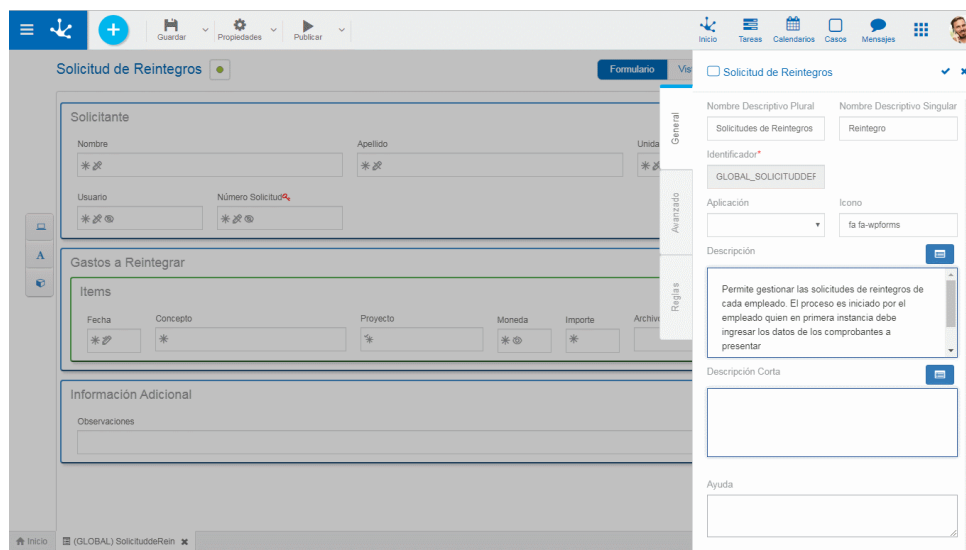 Guardar
Propiedades
Publicar
Inicio
Tareas
Calendarios
Casos
Mensajes
Solicitud de Reintegros
Formulario
Solicitante
Nombre
Apellido
Usuario
Número Solicitud
Gastos a Reintegrar
Items
Fecha
Concepto
Proyecto
Moneda
Importe
Información Adicional
Observaciones
General
Avanzado
Reglas
Solicitud de Reintegros
Nombre Descriptivo Plural
Nombre Descriptivo Singular
Solicitudes de Reintegros
Reintegro
Identificador*
GLOBAL_SOLICITUDDEF
Aplicación
Icono
fa fa-wpforms
Descripción
Permite gestionar las solicitudes de reintegros de
cada empleado. El proceso es iniciado por el
empleado quien en primera instancia debe
ingresar los datos de los comprobantes a
presentar
Descripción Corta
Ayuda
Inicio
(GLOBAL) SolicituddeRein